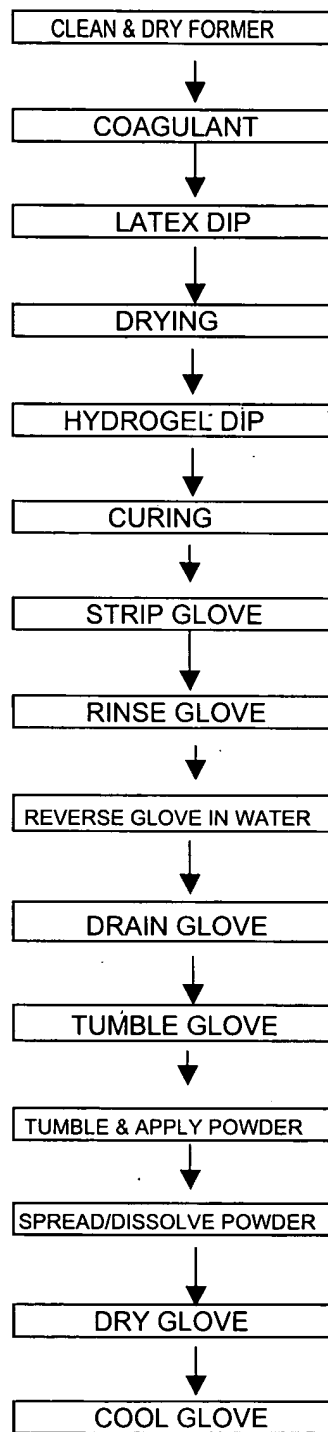 CLEAN & DRY FORMER
COAGULANT
LATEX DIP
DRYING
HYDROGEL DIP
CURING
STRIP GLOVE
RINSE GLOVE
REVERSE GLOVE IN WATER
DRAIN GLOVE
TUMBLE GLOVE
TUMBLE & APPLY POWDER
SPREAD/DISSOLVE POWDER
DRY GLOVE
COOL GLOVE